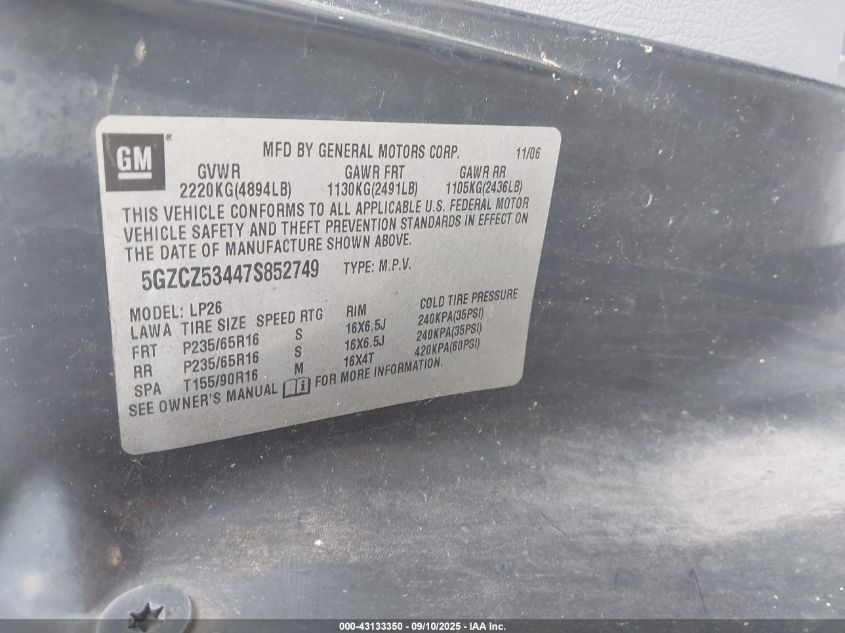 GM®
MFD BY GENERAL MOTORS CORP. 11/06
GVWR GAWR FRT GAWR RR
2220KG(4894LB) 1130KG(2491LB) 1105KG(2436LB)
THIS VEHICLE CONFORMS TO ALL APPLICABLE U.S. FEDERAL MOTOR
VEHICLE SAFETY AND THEFT PREVENTION STANDARDS IN EFFECT ON
THE DATE OF MANUFACTURE SHOWN ABOVE.
5GZCZ53447S852749 TYPE: M.P.V.
MODEL: LP26
LAWA TIRE SIZE SPEED RTG RIM COLD TIRE PRESSURE
FRT P235/65R16 S 16X6.5J 240KPA(35PSI)
RR P235/65R16 S 16X6.5J 240KPA(35PSI)
SPA T155/90R16 M 16X4T 420KPA(60PSI)
SEE OWNER'S MANUAL FOR MORE INFORMATION.
000-43133350 - 09/10/2025 - IAA Inc.